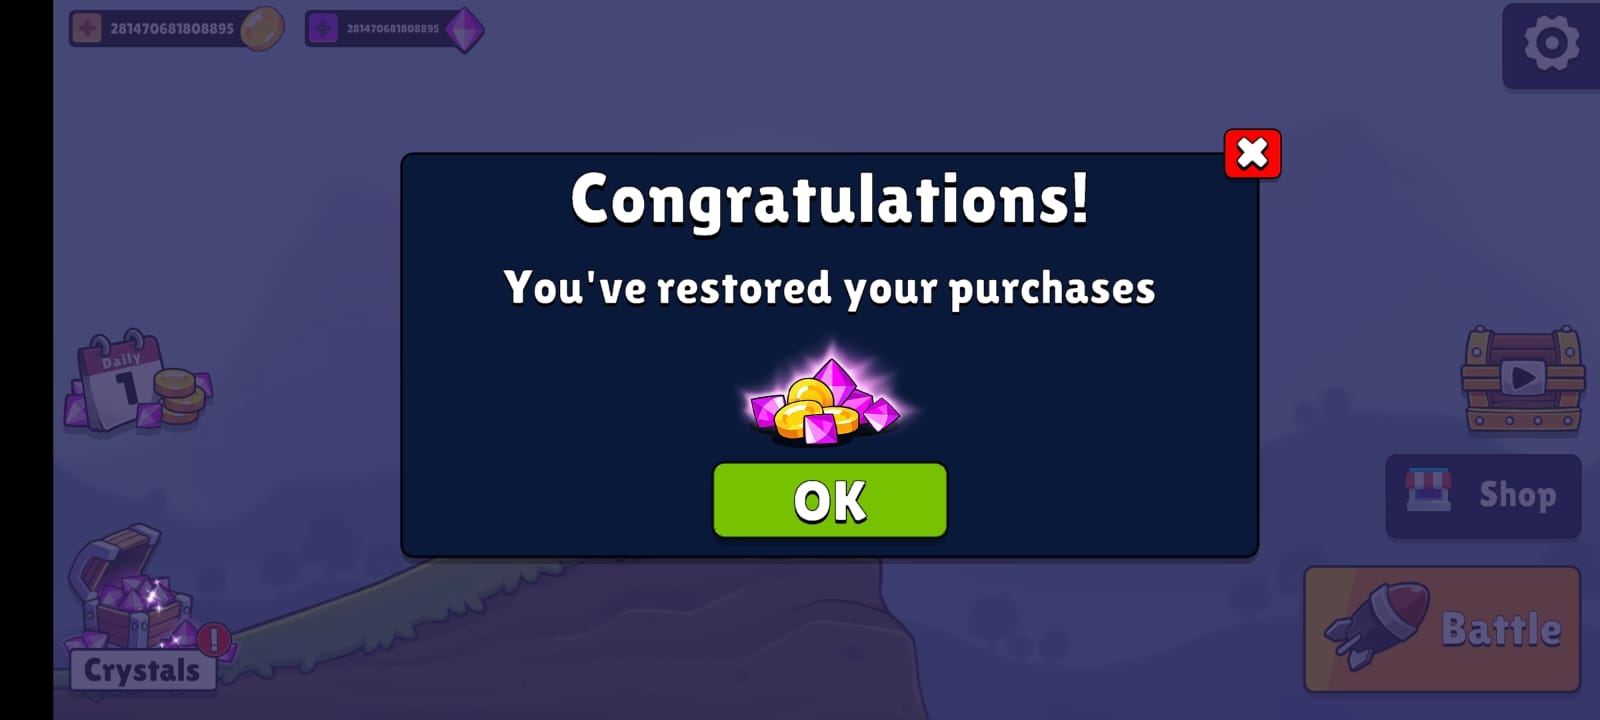 281470681808895
281470681808895
Congratulations!
You've restored your purchases
OK
Daily
1
Shop
Battle
!
Crystals